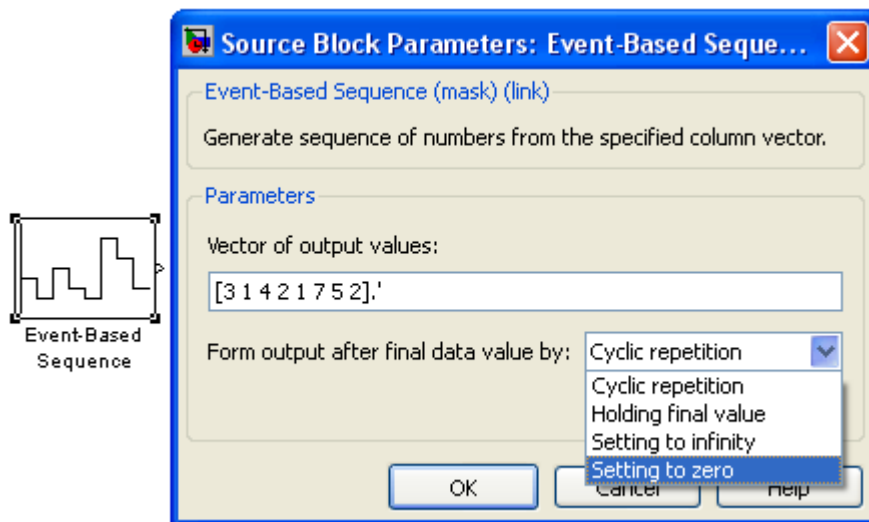 Source Block Parameters: Event-Based Seque...
Event-Based Sequence (mask) (link)
Generate sequence of numbers from the specified column vector.
Parameters
Vector of output values:
[3 1 4 2 1 7 5 2].'
Form output after final data value by:
Cyclic repetition
Cyclic repetition
Holding final value
Setting to infinity
Setting to zero
OK
Cancel
Help
Event-Based
Sequence